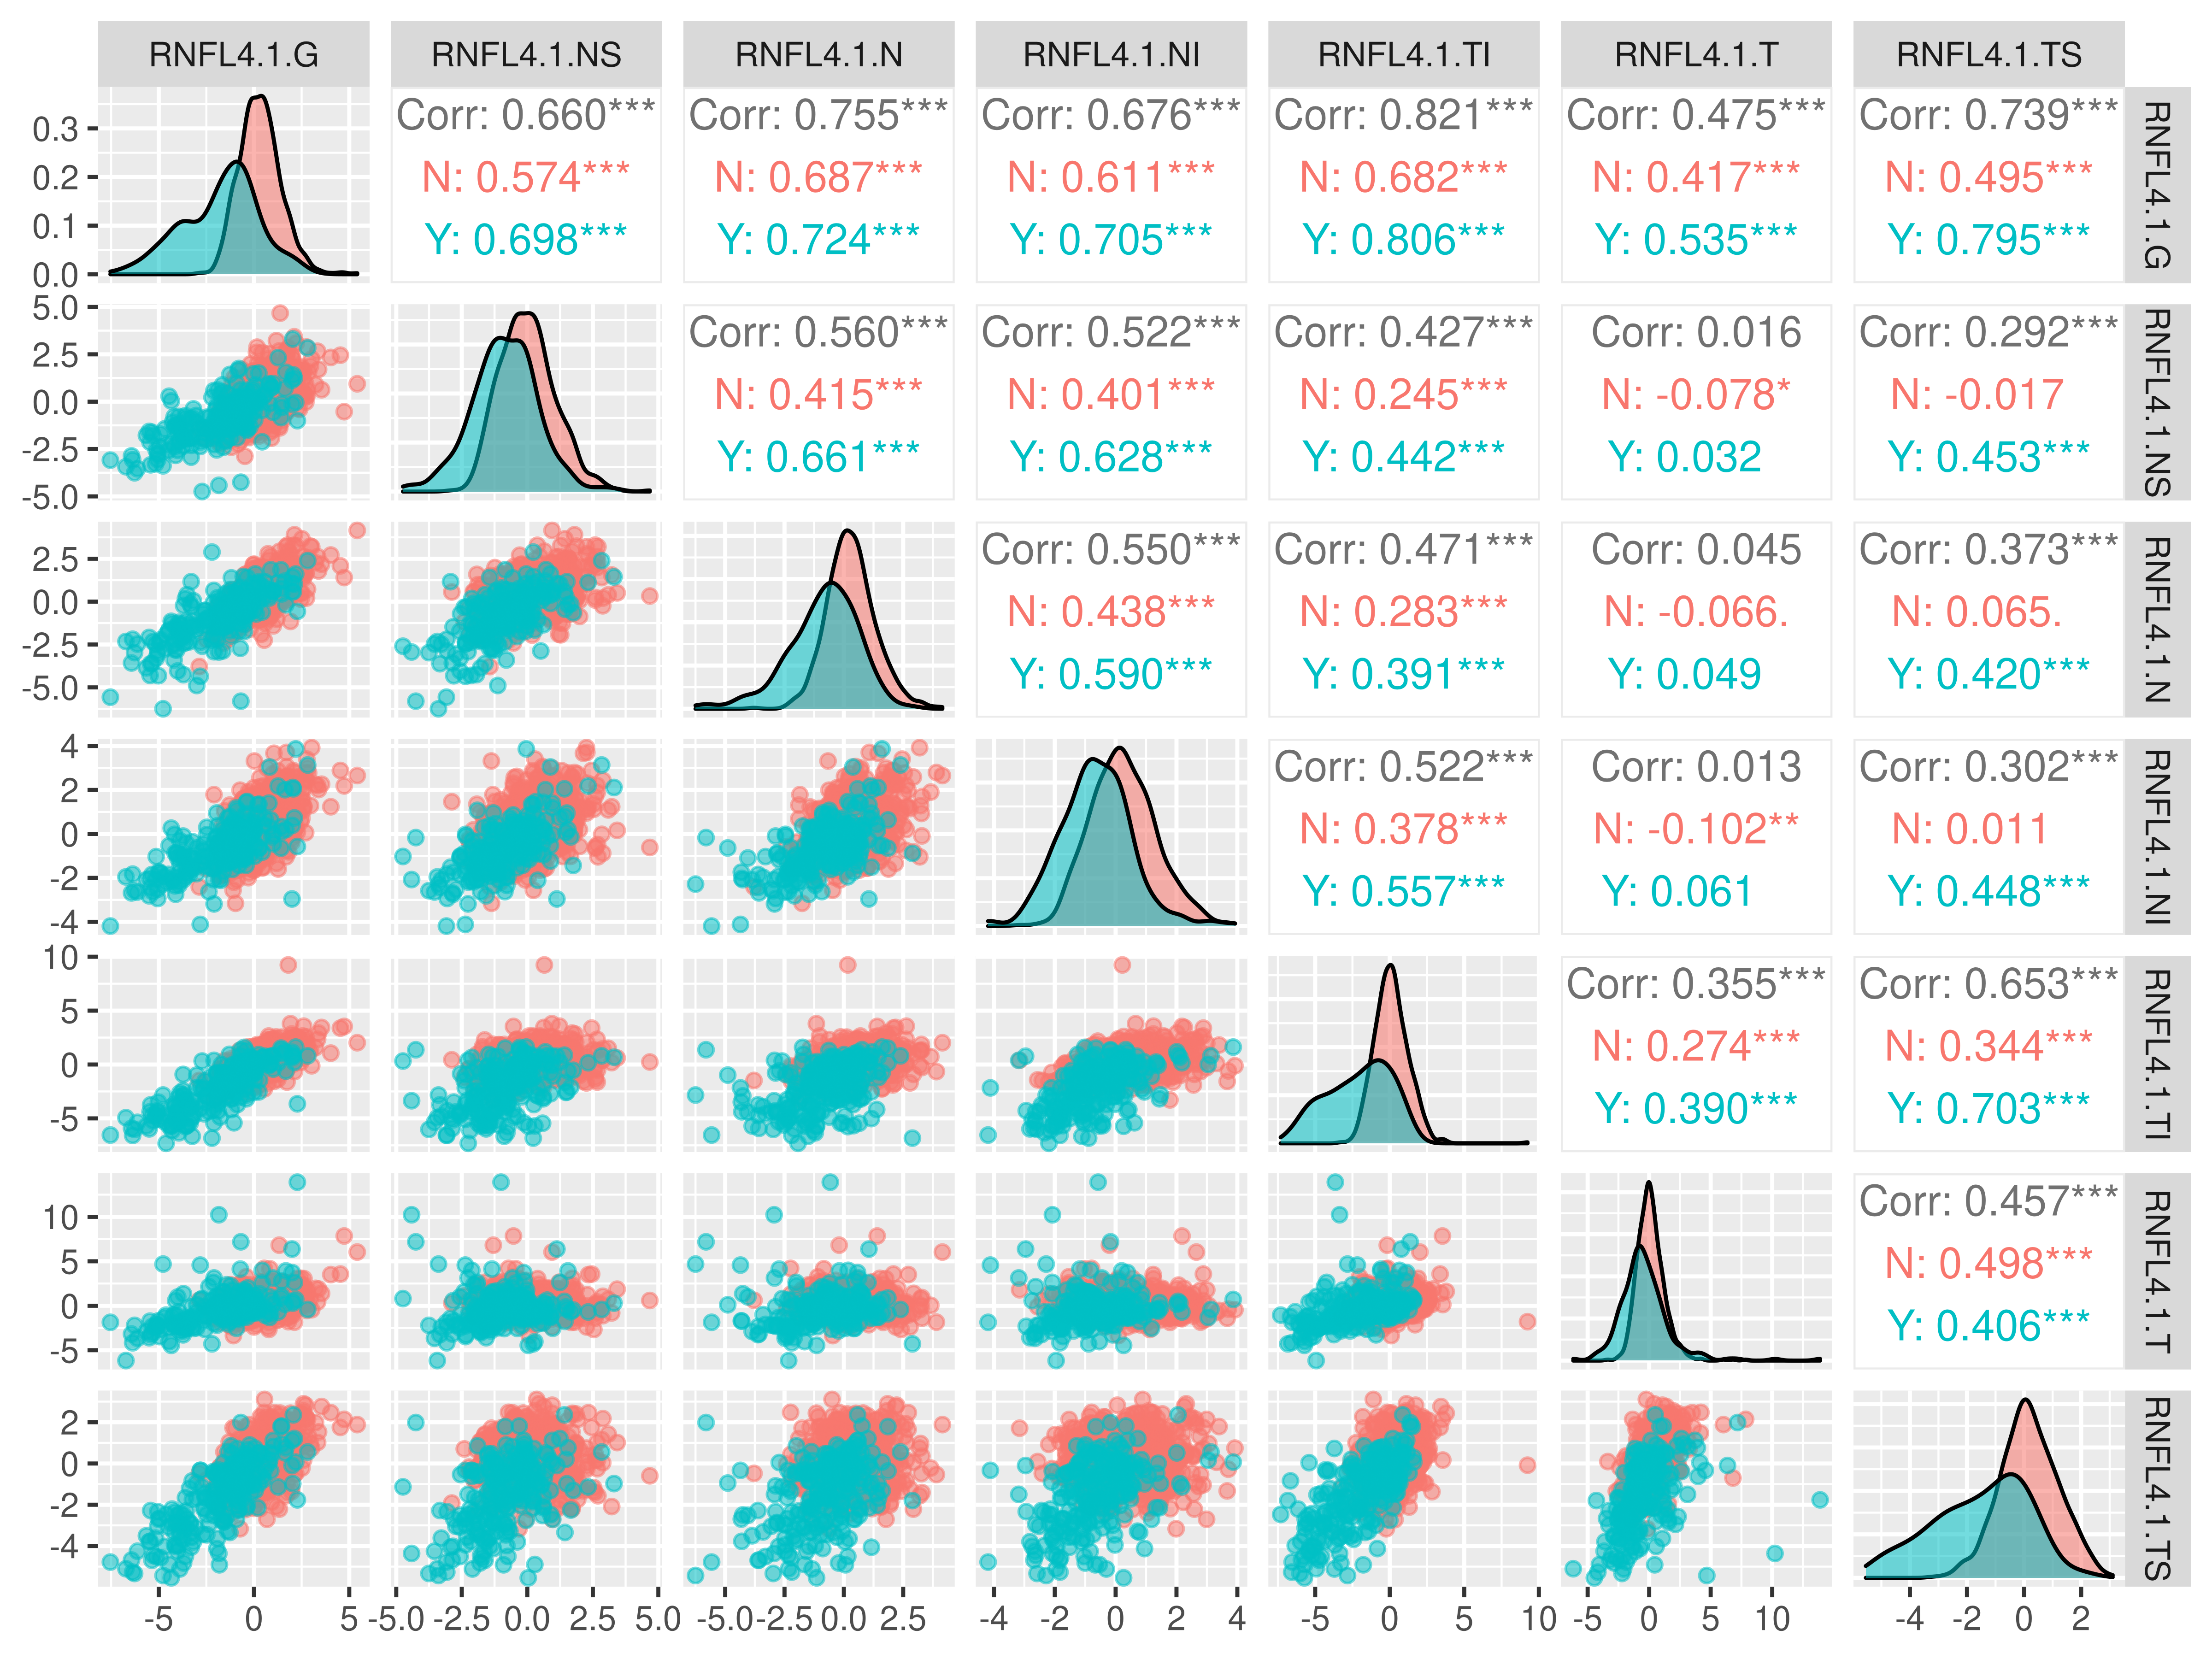 RNFL4.1.G RNFL4.1.NS RNFL4.1.N RNFL4.1.NI RNFL4.1.TI RNFL4.1.T RNFL4.1.TS
0.3
0.2
0.1
0.0
Corr: 0.660*** Corr: 0.755*** Corr: 0.676*** Corr: 0.821*** Corr: 0.475*** Corr: 0.739***
N: 0.574*** N: 0.687*** N: 0.611*** N: 0.682*** N: 0.417*** N: 0.495***
Y: 0.698*** Y: 0.724*** Y: 0.705*** Y: 0.806*** Y: 0.535*** Y: 0.795***
RNFL4.1.G
5.0
2.5
0.0
-2.5
-5.0
Corr: 0.560*** Corr: 0.522*** Corr: 0.427*** Corr: 0.016 Corr: 0.292***
N: 0.415*** N: 0.401*** N: 0.245*** N: -0.078* N: -0.017
Y: 0.661*** Y: 0.628*** Y: 0.442*** Y: 0.032 Y: 0.453***
RNFL4.1.NS
2.5
0.0
-2.5
-5.0
Corr: 0.550*** Corr: 0.471*** Corr: 0.045 Corr: 0.373***
N: 0.438*** N: 0.283*** N: -0.066. N: 0.065.
Y: 0.590*** Y: 0.391*** Y: 0.049 Y: 0.420***
RNFL4.1.N
4
2
0
-2
-4
Corr: 0.522*** Corr: 0.013 Corr: 0.302***
N: 0.378*** N: -0.102** N: 0.011
Y: 0.557*** Y: 0.061 Y: 0.448***
RNFL4.1.NI
10
5
0
-5
Corr: 0.355*** Corr: 0.653***
N: 0.274*** N: 0.344***
Y: 0.390*** Y: 0.703***
RNFL4.1.TI
10
5
0
-5
Corr: 0.457***
N: 0.498***
Y: 0.406***
RNFL4.1.T
2
0
-2
-4
RNFL4.1.TS
-5 0 5 -5.0 -2.5 0.0 2.5 5.0 -5.0 -2.5 0.0 2.5 -4 -2 0 2 4 -5 0 5 10 -5 0 5 10 -4 -2 0 2